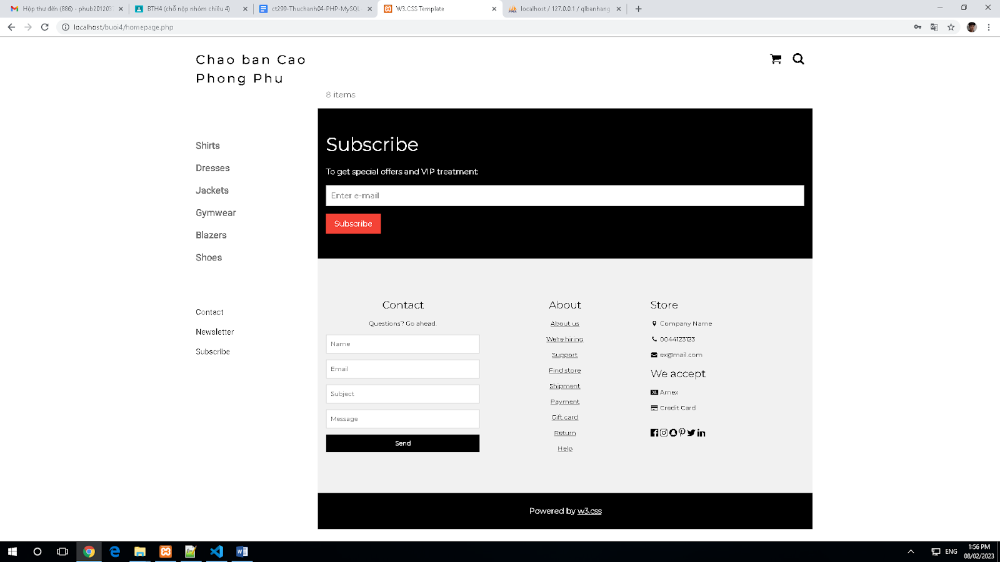 Hộp thư đến (886) - phub20120
BTH4 (chỗ nộp nhóm chiều 4)
ct299-Thuchanh04-PHP-MySQL-
W3.CSS Template
localhost / 127.0.0.1 / qlbanhang
localhost/buoi4/homepage.php
Chao ban Cao
Phong Phu
8 items
Shirts
Dresses
Jackets
Gymwear
Blazers
Shoes
Contact
Newsletter
Subscribe
Subscribe
To get special offers and VIP treatment:
Enter e-mail
Subscribe
Contact
Questions? Go ahead.
Name
Email
Subject
Message
Send
About
About us
We're hiring
Support
Find store
Shipment
Payment
Gift card
Return
Help
Store
Company Name
0044123123
ex@mail.com
We accept
Amex
Credit Card
Powered by w3.css
ENG
1:56 PM
08/02/2023